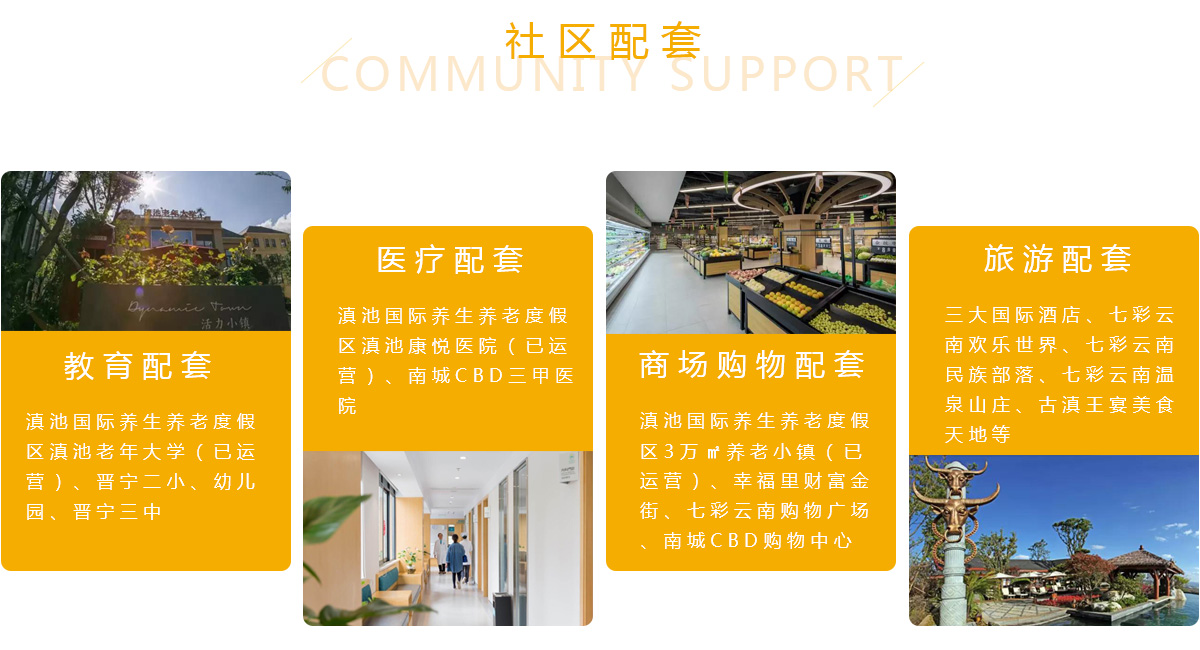 社区配套
COMMUNITY SUPPORT
Dynamic Town
活力小镇
教育配套
滇池国际养生养老度假
区滇池老年大学（已运
营）、晋宁二小、幼儿
园、晋宁三中
医疗配套
滇池国际养生养老度假
区滇池康悦医院（已运
营）、南城CBD三甲医
院
商场购物配套
滇池国际养生养老度假
区3万㎡养老小镇（已
运营）、幸福里财富金
街、七彩云南购物广场
、南城CBD购物中心
旅游配套
三大国际酒店、七彩云
南欢乐世界、七彩云南
民族部落、七彩云南温
泉山庄、古滇王宴美食
天地等